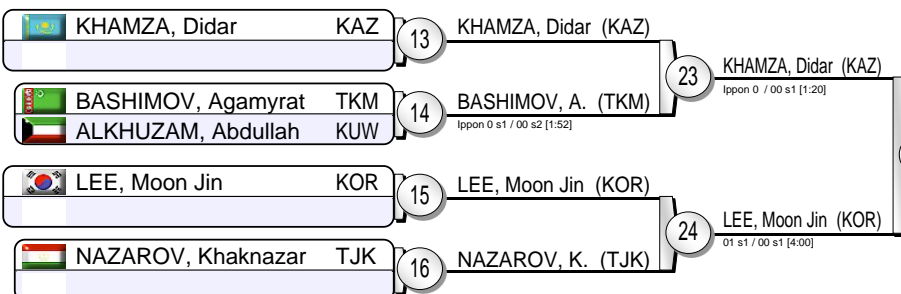 KHAMZA, Didar KAZ
13
KHAMZA, Didar (KAZ)
BASHIMOV, Agamyrat TKM
ALKHUZAM, Abdullah KUW
14
BASHIMOV, A. (TKM)
Ippon 0 s1 / 00 s2 [1:52]
23
KHAMZA, Didar (KAZ)
Ippon 0 / 00 s1 [1:20]
LEE, Moon Jin KOR
15
LEE, Moon Jin (KOR)
NAZAROV, Khaknazar TJK
16
NAZAROV, K. (TJK)
24
LEE, Moon Jin (KOR)
01 s1 / 00 s1 [4:00]